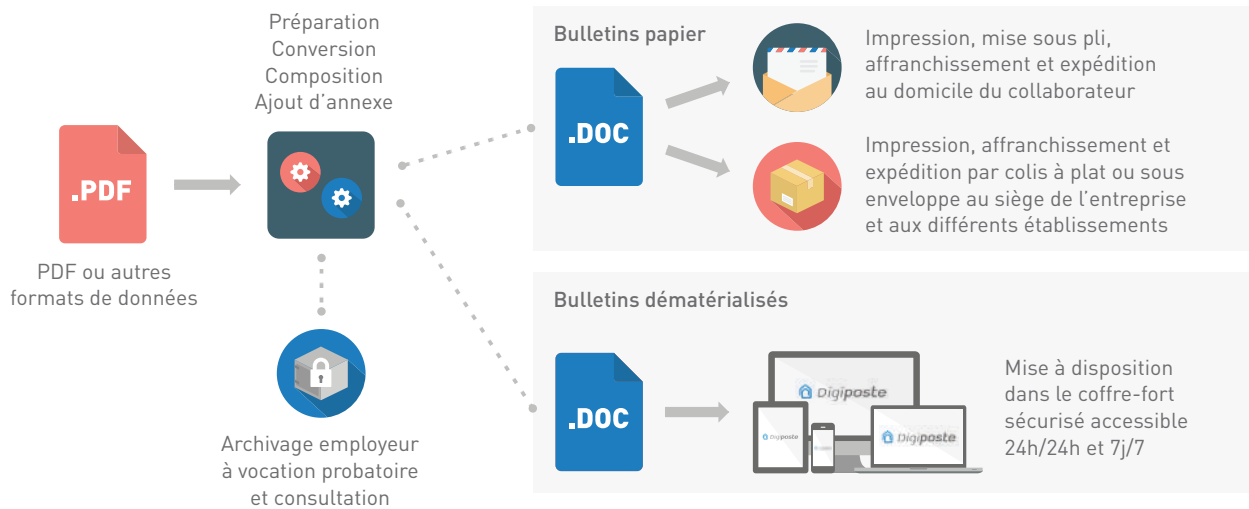 Préparation
Conversion
Composition
Ajout d'annexe
.PDF
PDF ou autres
formats de données
Archivage employeur
à vocation probatoire
et consultation
Bulletins papier
.DOC
Impression, mise sous pli,
affranchissement et expédition
au domicile du collaborateur
Impression, affranchissement et
expédition par colis à plat ou sous
enveloppe au siège de l'entreprise
et aux différents établissements
Bulletins dématérialisés
.DOC
Digiposte
Digiposte
Digiposte
Mise à disposition
dans le coffre-fort
sécurisé accessible
24h/24h et 7j/7